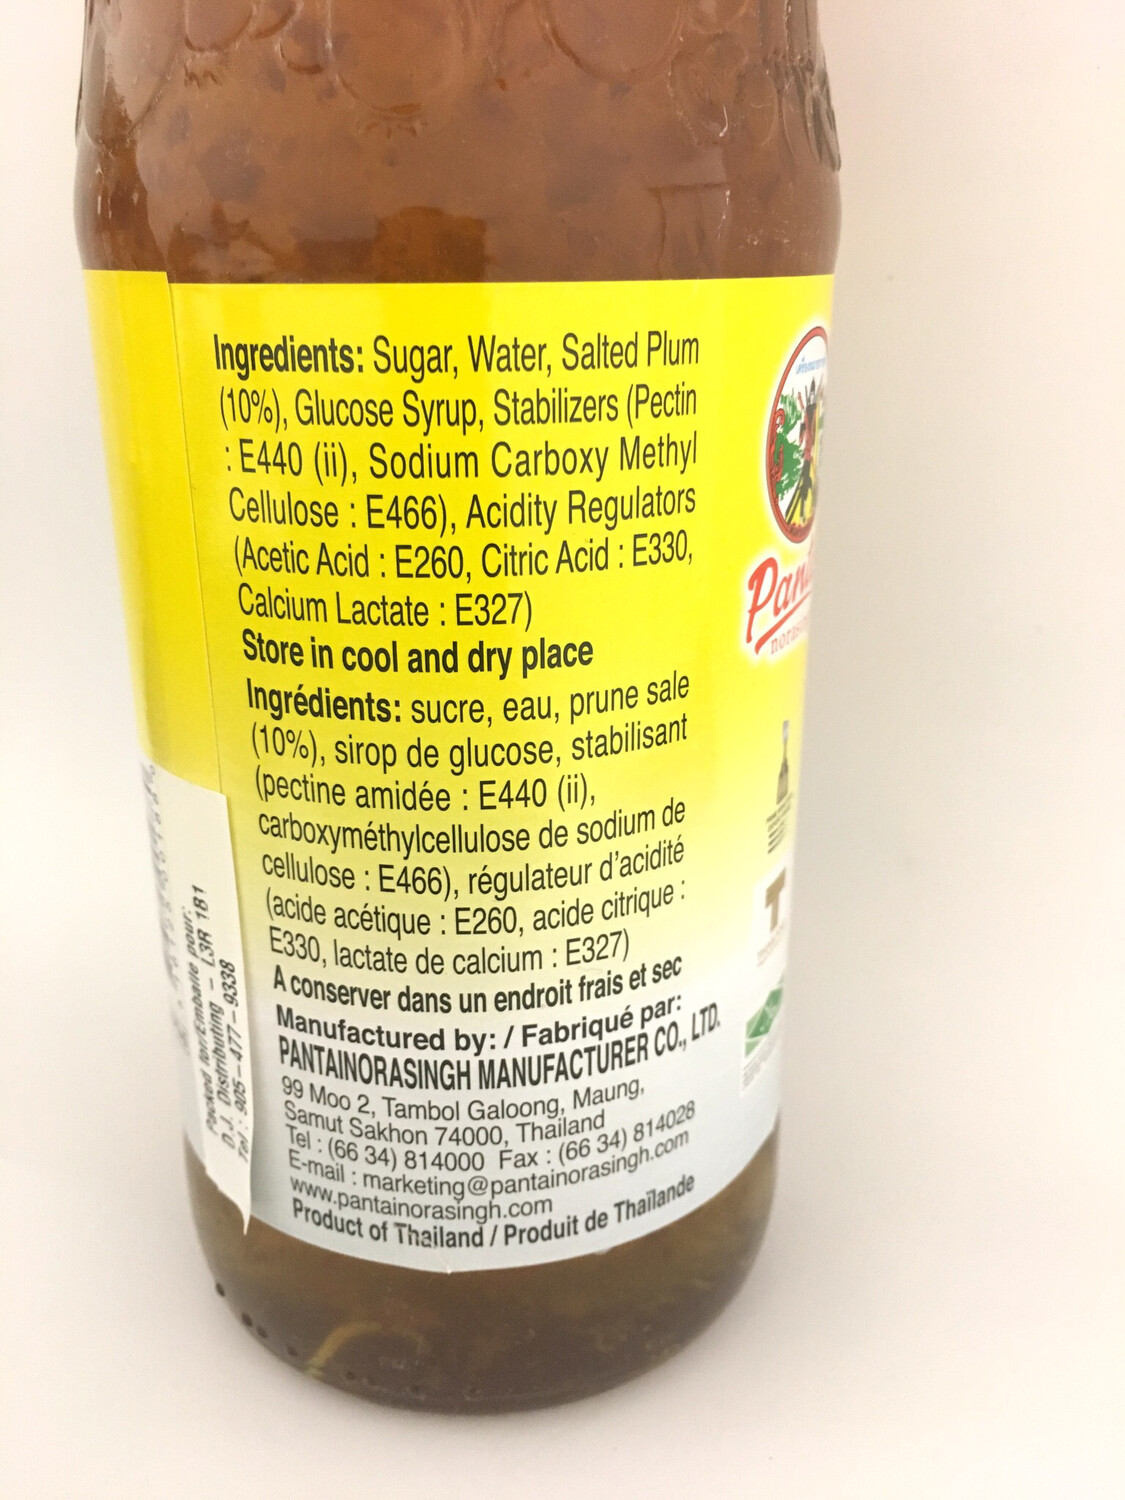 Ingredients: Sugar, Water, Salted Plum
(10%), Glucose Syrup, Stabilizers (Pectin
: E440 (ii), Sodium Carboxy Methyl
Cellulose : E466), Acidity Regulators
(Acetic Acid : E260, Citric Acid : E330,
Calcium Lactate : E327)
Store in cool and dry place
Ingrédients: sucre, eau, prune sale
(10%), sirop de glucose, stabilisant
(pectine amidée : E440 (ii),
carboxyméthylcellulose de sodium de
cellulose : E466), régulateur d'acidité
(acide acétique : E260, acide citrique :
E330, lactate de calcium : E327)
A conserver dans un endroit frais et sec
Manufactured by: / Fabriqué par:
PANTAINORASINGH MANUFACTURER CO., LTD.
99 Moo 2, Tambol Galoong, Maung,
Samut Sakhon 74000, Thailand
Tel : (66 34) 814000 Fax : (66 34) 814028
E-mail : marketing@pantainorasingh.com
www.pantainorasingh.com
Product of Thailand / Produit de Thaïlande
Packed for/Emballe pour:
D.J. Distributing – L3R 1B1
Tel : 905-477-9338
T